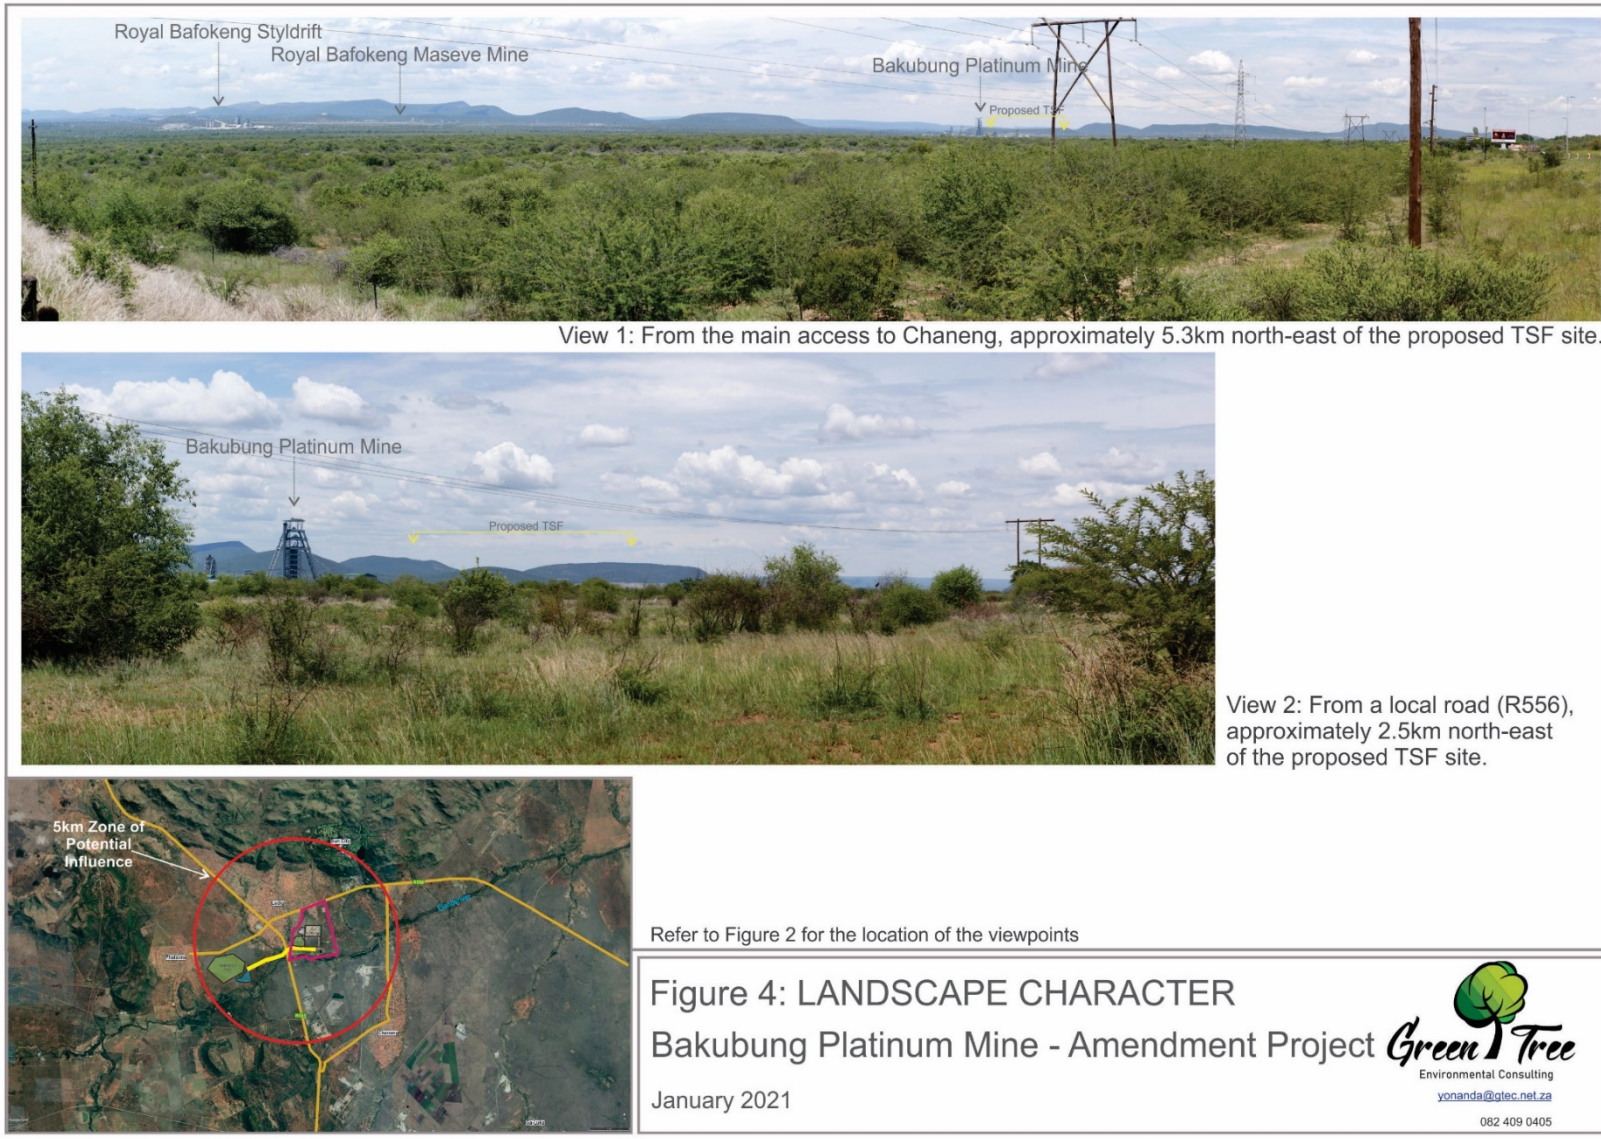 Royal Bafokeng Styldrift
Royal Bafokeng Maseve Mine
Bakubung Platinum Mine
Proposed TSF
View 1: From the main access to Chaneng, approximately 5.3km north-east of the proposed TSF site.
Bakubung Platinum Mine
Proposed TSF
View 2: From a local road (R556),
approximately 2.5km north-east
of the proposed TSF site.
5km Zone of
Potential
Influence
Refer to Figure 2 for the location of the viewpoints
Figure 4: LANDSCAPE CHARACTER
Bakubung Platinum Mine - Amendment Project
January 2021
Green Tree
Environmental Consulting
yonanda@gtec.net.za
082 409 0405